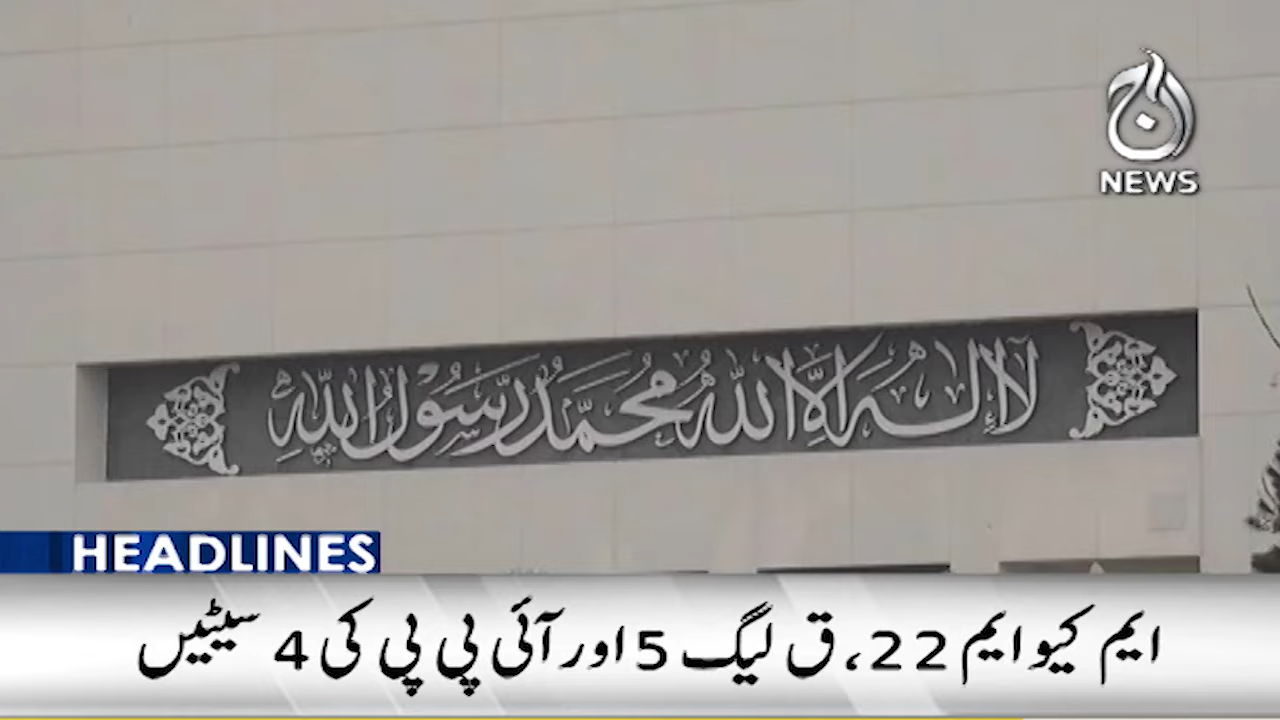 آج
NEWS
لا إله إلا الله محمد رسول الله
HEADLINES
ایم کیو ایم 22، ق لیگ 5 اور آئی پی پی کی 4 سیٹیں